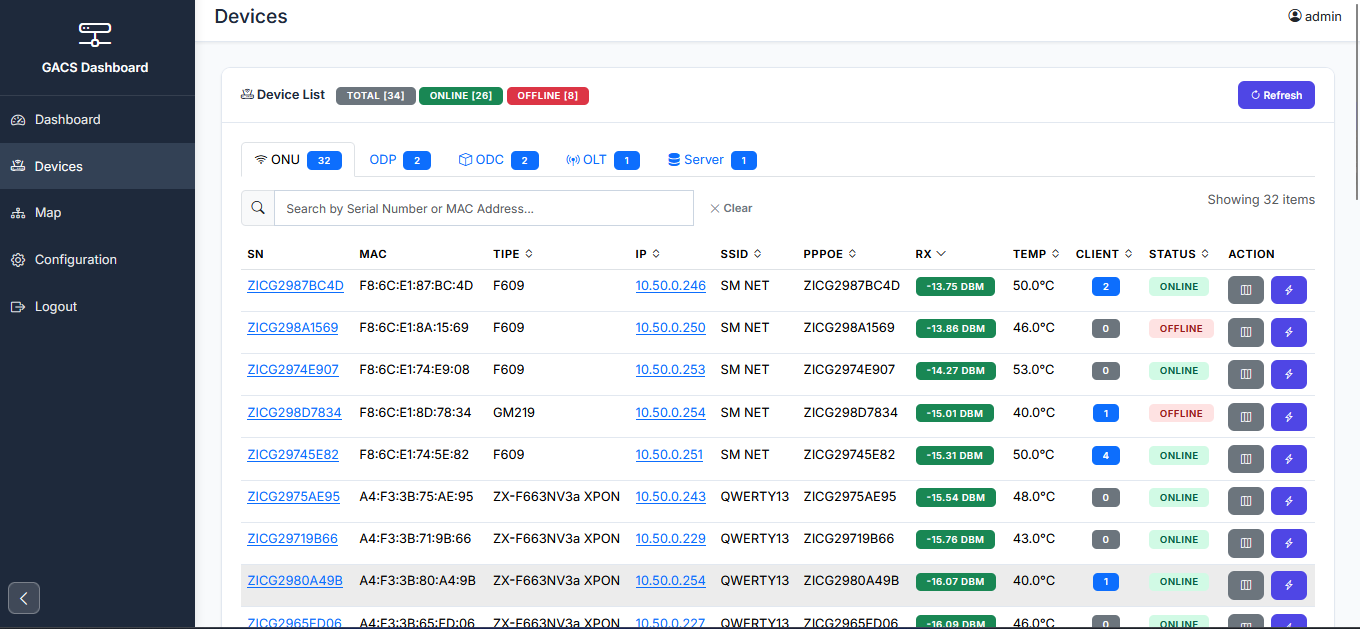 GACS Dashboard
Dashboard
Devices
Map
Configuration
Logout
Devices
admin
Device List TOTAL [34] ONLINE [26] OFFLINE [8]
Refresh
ONU 32 ODP 2 ODC 2 OLT 1 Server 1
Search by Serial Number or MAC Address...
Clear
Showing 32 items
SN MAC TIPE IP SSID PPPOE RX TEMP CLIENT STATUS ACTION
ZICG2987BC4D F8:6C:E1:87:BC:4D F609 10.50.0.246 SM NET ZICG2987BC4D -13.75 DBM 50.0°C 2 ONLINE
ZICG298A1569 F8:6C:E1:8A:15:69 F609 10.50.0.250 SM NET ZICG298A1569 -13.86 DBM 46.0°C 0 OFFLINE
ZICG2974E907 F8:6C:E1:74:E9:08 F609 10.50.0.253 SM NET ZICG2974E907 -14.27 DBM 53.0°C 0 ONLINE
ZICG298D7834 F8:6C:E1:8D:78:34 GM219 10.50.0.254 SM NET ZICG298D7834 -15.01 DBM 40.0°C 1 OFFLINE
ZICG29745E82 F8:6C:E1:74:5E:82 F609 10.50.0.251 SM NET ZICG29745E82 -15.31 DBM 50.0°C 4 ONLINE
ZICG2975AE95 A4:F3:3B:75:AE:95 ZX-F663NV3a XPON 10.50.0.243 QWERTY13 ZICG2975AE95 -15.54 DBM 48.0°C 0 ONLINE
ZICG29719B66 A4:F3:3B:71:9B:66 ZX-F663NV3a XPON 10.50.0.229 QWERTY13 ZICG29719B66 -15.76 DBM 43.0°C 0 ONLINE
ZICG2980A49B A4:F3:3B:80:A4:9B ZX-F663NV3a XPON 10.50.0.254 QWERTY13 ZICG2980A49B -16.07 DBM 40.0°C 1 ONLINE
ZICG2965ED06 A4:F3:3B:65:ED:06 ZX-F663NV3a XPON 10.50.0.227 QWERTY13 ZICG2965ED06 -16.09 DBM 46.0°C 0 ONLINE